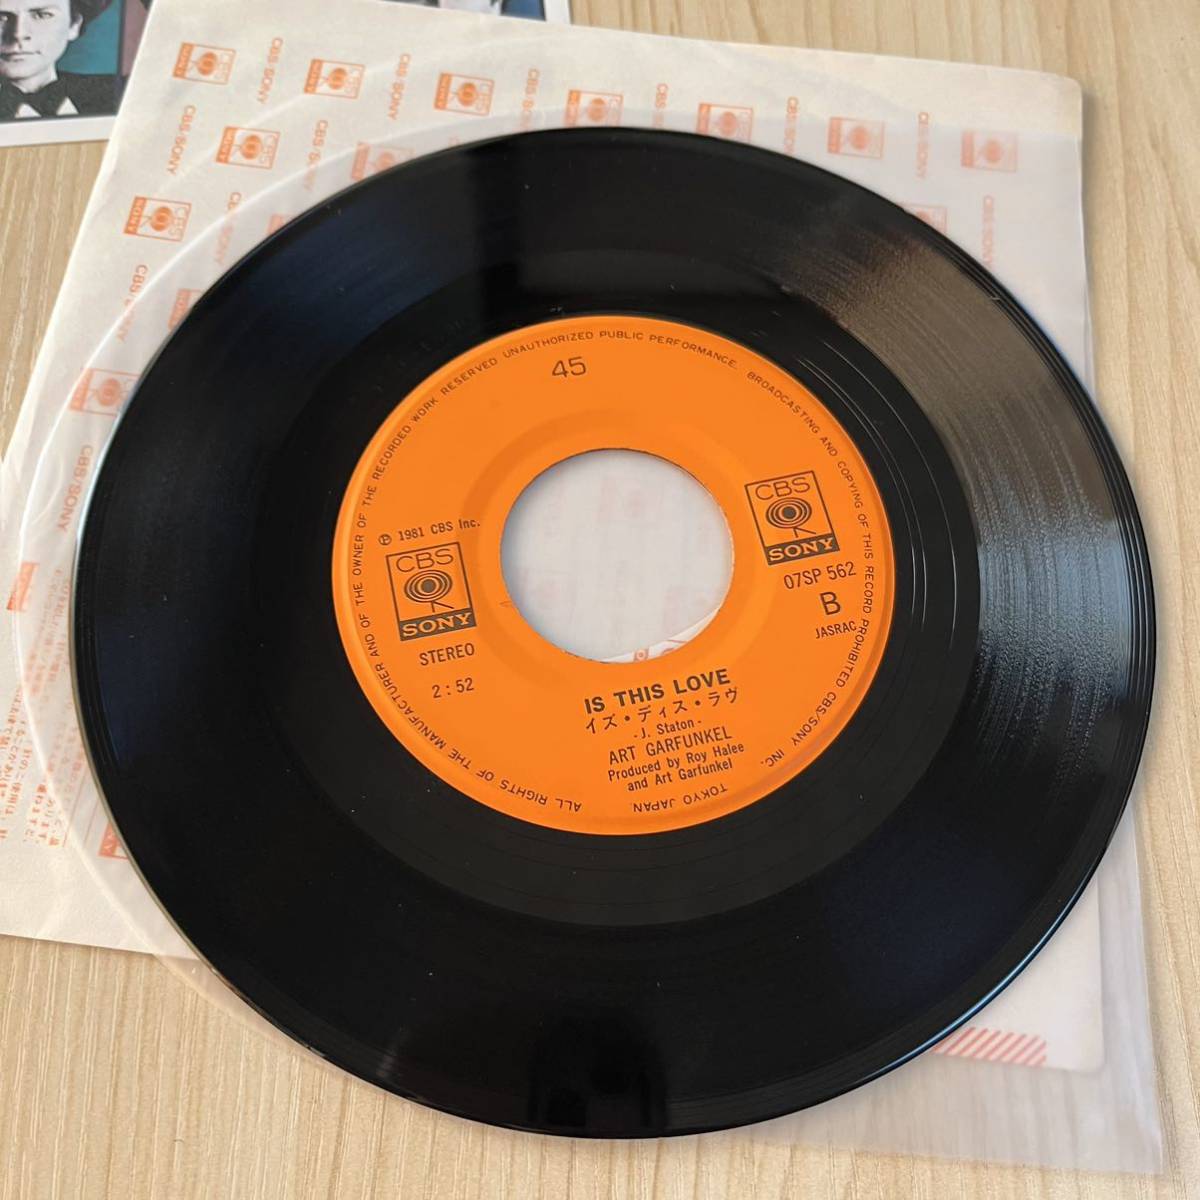 45
ALL RIGHTS OF THE MANUFACTURER AND OF THE OWNER OF THE RECORDED WORK RESERVED UNAUTHORIZED PUBLIC PERFORMANCE, BROADCASTING AND COPYING OF THIS RECORD PROHIBITED CBS/SONY INC. TOKYO JAPAN
℗ 1981 CBS Inc.
CBS
SONY
STEREO
2:52
CBS
SONY
07SP 562
B
JASRAC
IS THIS LOVE
イズ・ディス・ラヴ
- J. Staton -
ART GARFUNKEL
Produced by Roy Halee
and Art Garfunkel
CBS/SONY
CBS/SONY
CBS/SONY
CBS/SONY